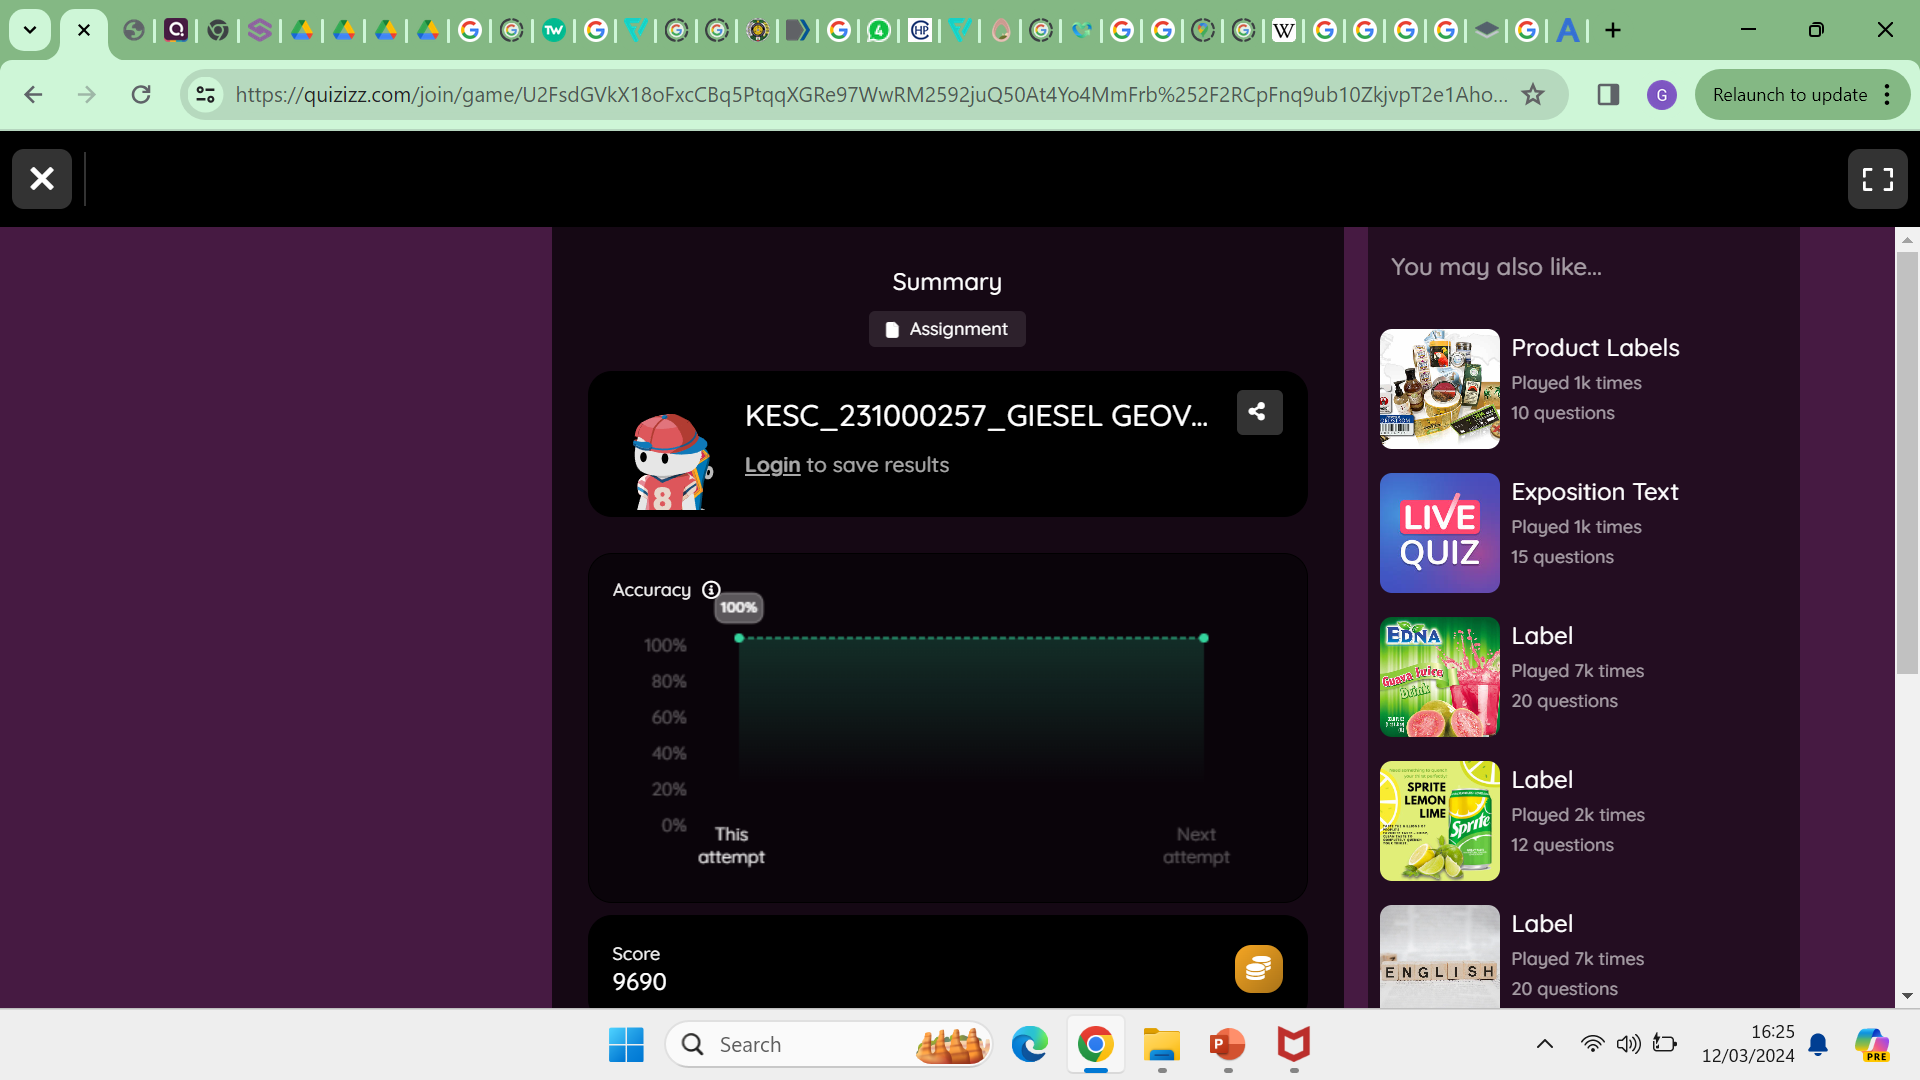 4
https://quizizz.com/join/game/U2FsdGVkX18oFxcCBq5PtqqXGRe97WwRM2592juQ50At4Yo4MmFrb%252F2RCpFnq9ub10ZkjvpT2e1Aho...
G
Relaunch to update
Summary
Assignment
KESC_231000257_GIESEL GEOV...
Login to save results
8
Accuracy
100%
100%
80%
60%
40%
20%
0%
This
attempt
Next
attempt
Score
9690
You may also like...
Product Labels
Played 1k times
10 questions
LIVE
QUIZ
Exposition Text
Played 1k times
15 questions
EDNA
Guava Juice
Drink
Label
Played 7k times
20 questions
SPRITE
LEMON
LIME
Sprite
Label
Played 2k times
12 questions
ENGLISH
Label
Played 7k times
20 questions
Search
16:25
12/03/2024
PRE